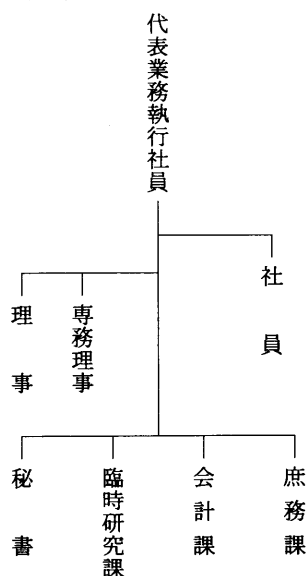 代表業務執行社員
社員
専務理事
理事
庶務課
会計課
臨時研究課
秘書